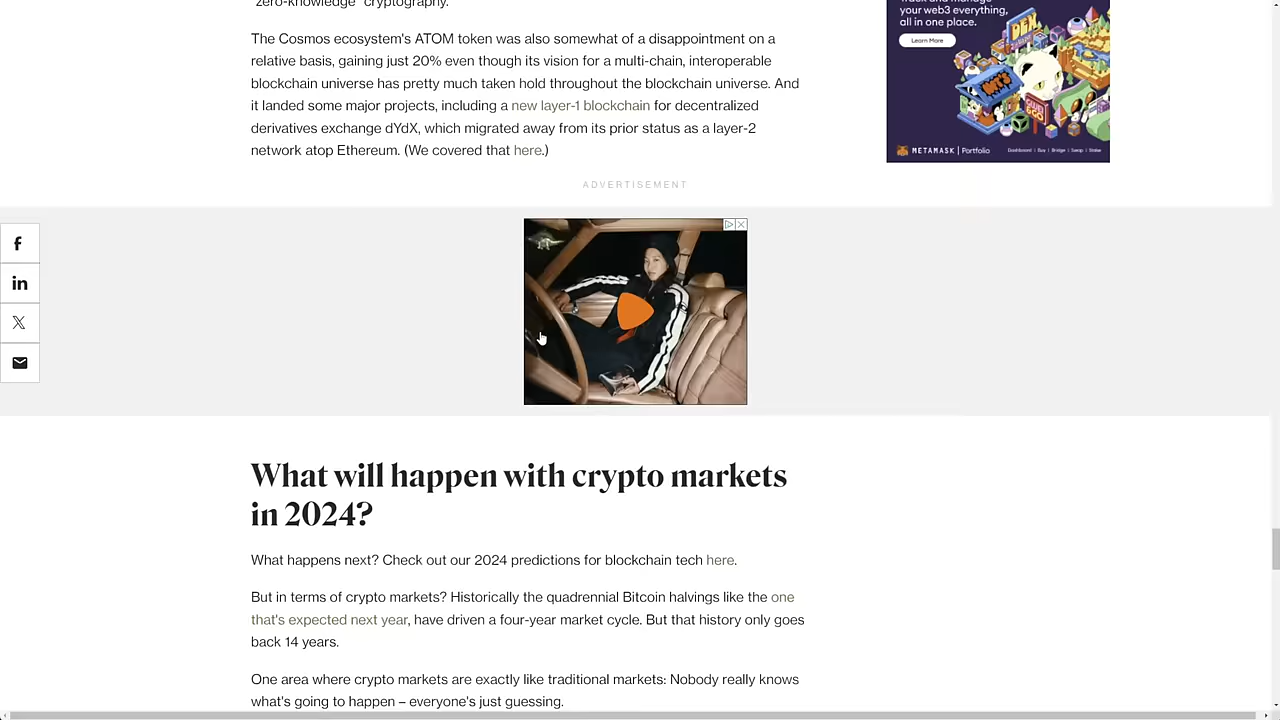 "zero-knowledge" cryptography.
The Cosmos ecosystem's ATOM token was also somewhat of a disappointment on a
relative basis, gaining just 20% even though its vision for a multi-chain, interoperable
blockchain universe has pretty much taken hold throughout the blockchain universe. And
it landed some major projects, including a new layer-1 blockchain for decentralized
derivatives exchange dYdX, which migrated away from its prior status as a layer-2
network atop Ethereum. (We covered that here.)
your web3 everything,
all in one place.
Learn More
DEX
NFT'S
METAMASK | Portfolio
Dashboard | Buy | Bridge | Swap | Stake
ADVERTISEMENT
What will happen with crypto markets
in 2024?
What happens next? Check out our 2024 predictions for blockchain tech here.
But in terms of crypto markets? Historically the quadrennial Bitcoin halvings like the one
that's expected next year, have driven a four-year market cycle. But that history only goes
back 14 years.
One area where crypto markets are exactly like traditional markets: Nobody really knows
what's going to happen – everyone's just guessing.